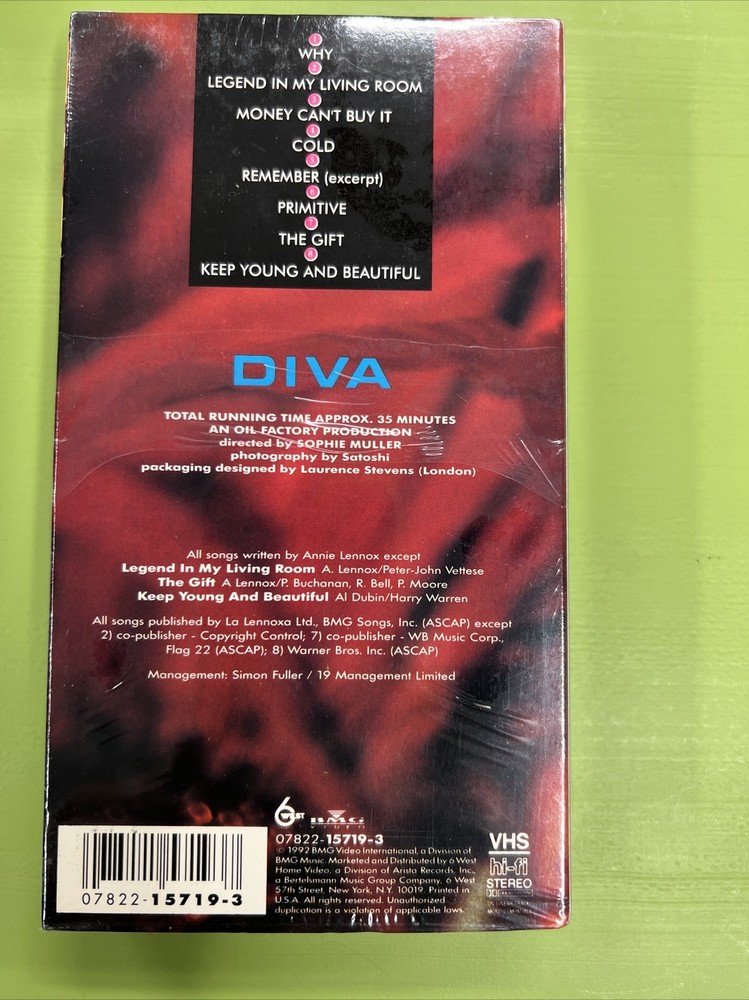 1
WHY
2
LEGEND IN MY LIVING ROOM
3
MONEY CAN'T BUY IT
4
COLD
5
REMEMBER (excerpt)
6
PRIMITIVE
7
THE GIFT
8
KEEP YOUNG AND BEAUTIFUL
DIVA
TOTAL RUNNING TIME APPROX. 35 MINUTES
AN OIL FACTORY PRODUCTION
directed by SOPHIE MULLER
photography by Satoshi
packaging designed by Laurence Stevens (London)
All songs written by Annie Lennox except
Legend In My Living Room A. Lennox/Peter-John Vettese
The Gift A Lennox/P. Buchanan, R. Bell, P. Moore
Keep Young And Beautiful Al Dubin/Harry Warren
All songs published by La Lennoxa Ltd., BMG Songs, Inc. (ASCAP) except
2) co-publisher - Copyright Control; 7) co-publisher - WB Music Corp.,
Flag 22 (ASCAP); 8) Warner Bros. Inc. (ASCAP)
Management: Simon Fuller / 19 Management Limited
6 WEST BMG VIDEO
07822-15719-3
© 1992 BMG Video International, a Division of
BMG Music. Marketed and Distributed by 6 West
Home Video, a Division of Arista Records, Inc.,
a Bertelsmann Music Group Company, 6 West
57th Street, New York, N.Y. 10019. Printed in
U.S.A. All rights reserved. Unauthorized
duplication is a violation of applicable laws.
07822-15719-3
VHS
hi-fi
STEREO